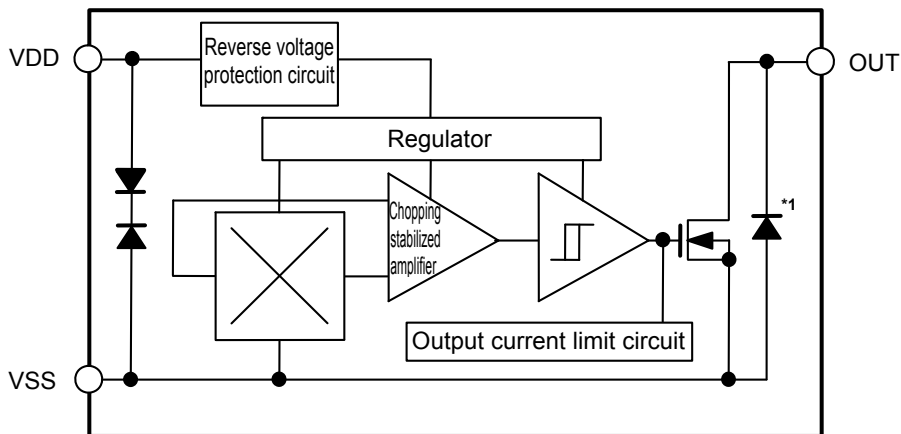 Reverse voltage
protection circuit
VDD
OUT
Regulator
Chopping
stabilized
amplifier
*1
Output current limit circuit
VSS